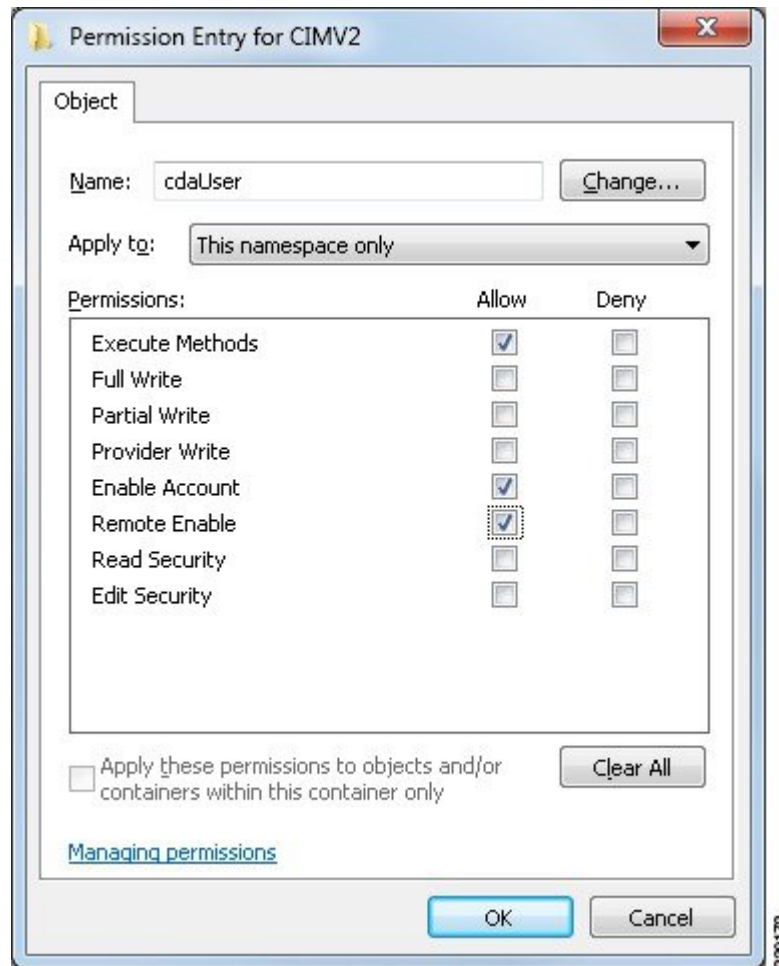 Permission Entry for CIMV2
Object
Name: cdaUser Change...
Apply to: This namespace only
Permissions: Allow Deny
Execute Methods
Full Write
Partial Write
Provider Write
Enable Account
Remote Enable
Read Security
Edit Security
Apply these permissions to objects and/or
containers within this container only
Clear All
Managing permissions
OK Cancel